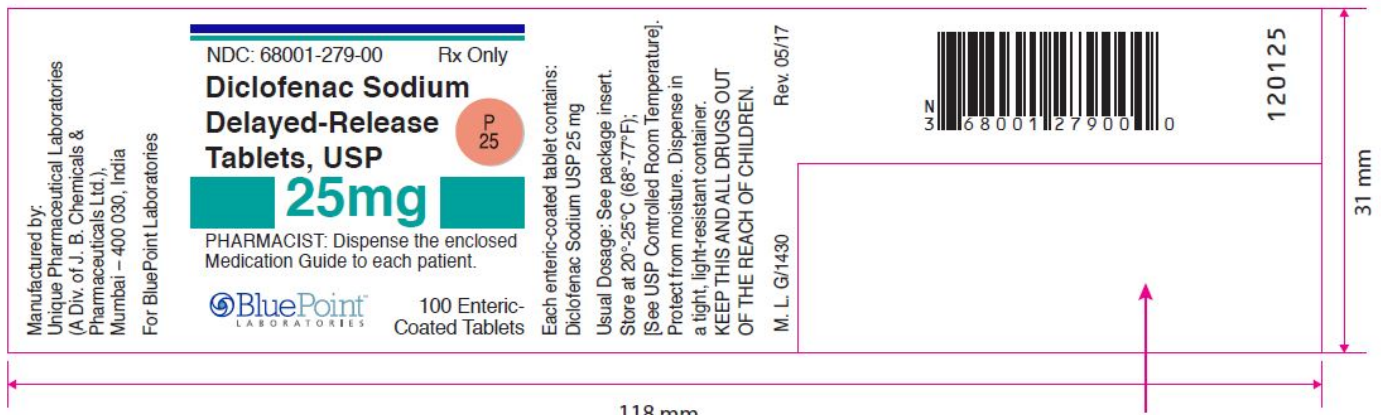 Manufactured by:
Unique Pharmaceutical Laboratories
(A Div. of J. B. Chemicals &
Pharmaceuticals Ltd.),
Mumbai – 400 030, India
For BluePoint Laboratories
NDC: 68001-279-00 Rx Only
Diclofenac Sodium
Delayed-Release
Tablets, USP
P
25
25mg
PHARMACIST: Dispense the enclosed
Medication Guide to each patient.
BluePoint™
LABORATORIES
100 Enteric-
Coated Tablets
Each enteric-coated tablet contains:
Diclofenac Sodium USP 25 mg
Usual Dosage: See package insert.
Store at 20°-25°C (68°-77°F);
[See USP Controlled Room Temperature].
Protect from moisture. Dispense in
a tight, light-resistant container.
KEEP THIS AND ALL DRUGS OUT
OF THE REACH OF CHILDREN.
M. L. G/1430 Rev. 05/17
N
3 68001 27900 0
120125
31 mm
118 mm